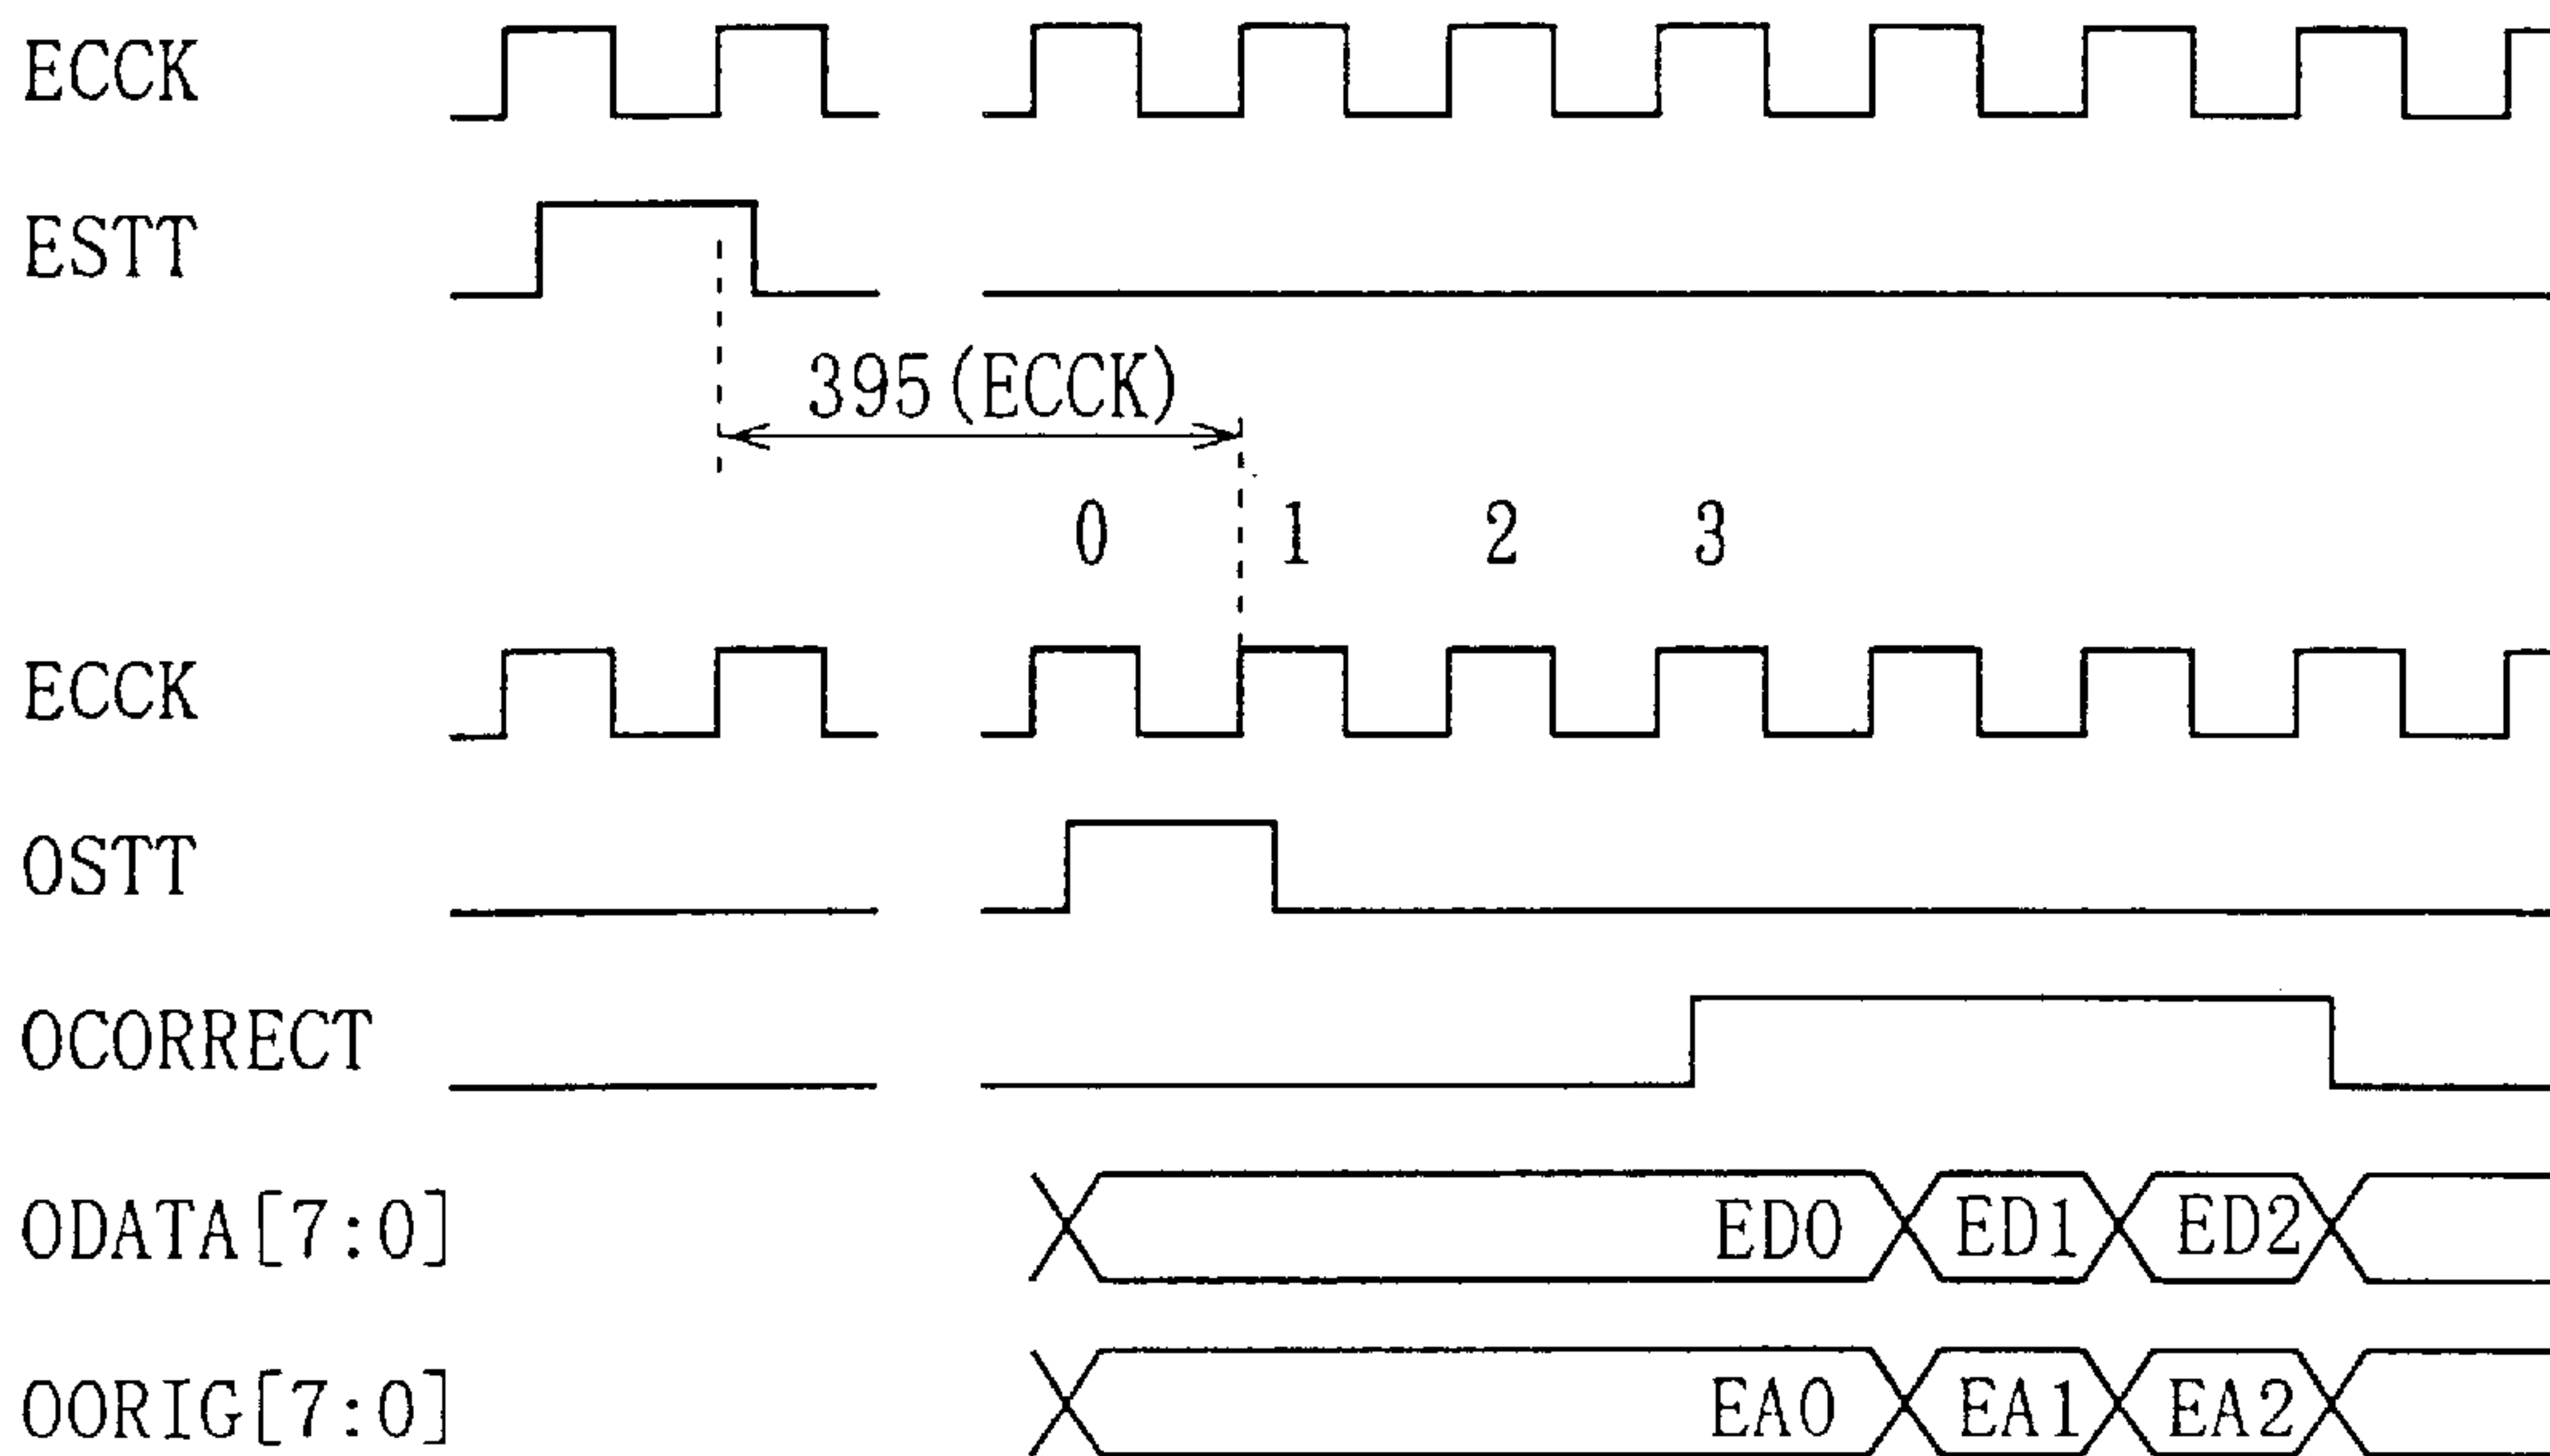 ECCK
ESTT
395(ECCK)
0 1 2 3
ECCK
OSTT
OCORRECT
ODATA[7:0] ED0 ED1 ED2
OORIG[7:0] EA0 EA1 EA2